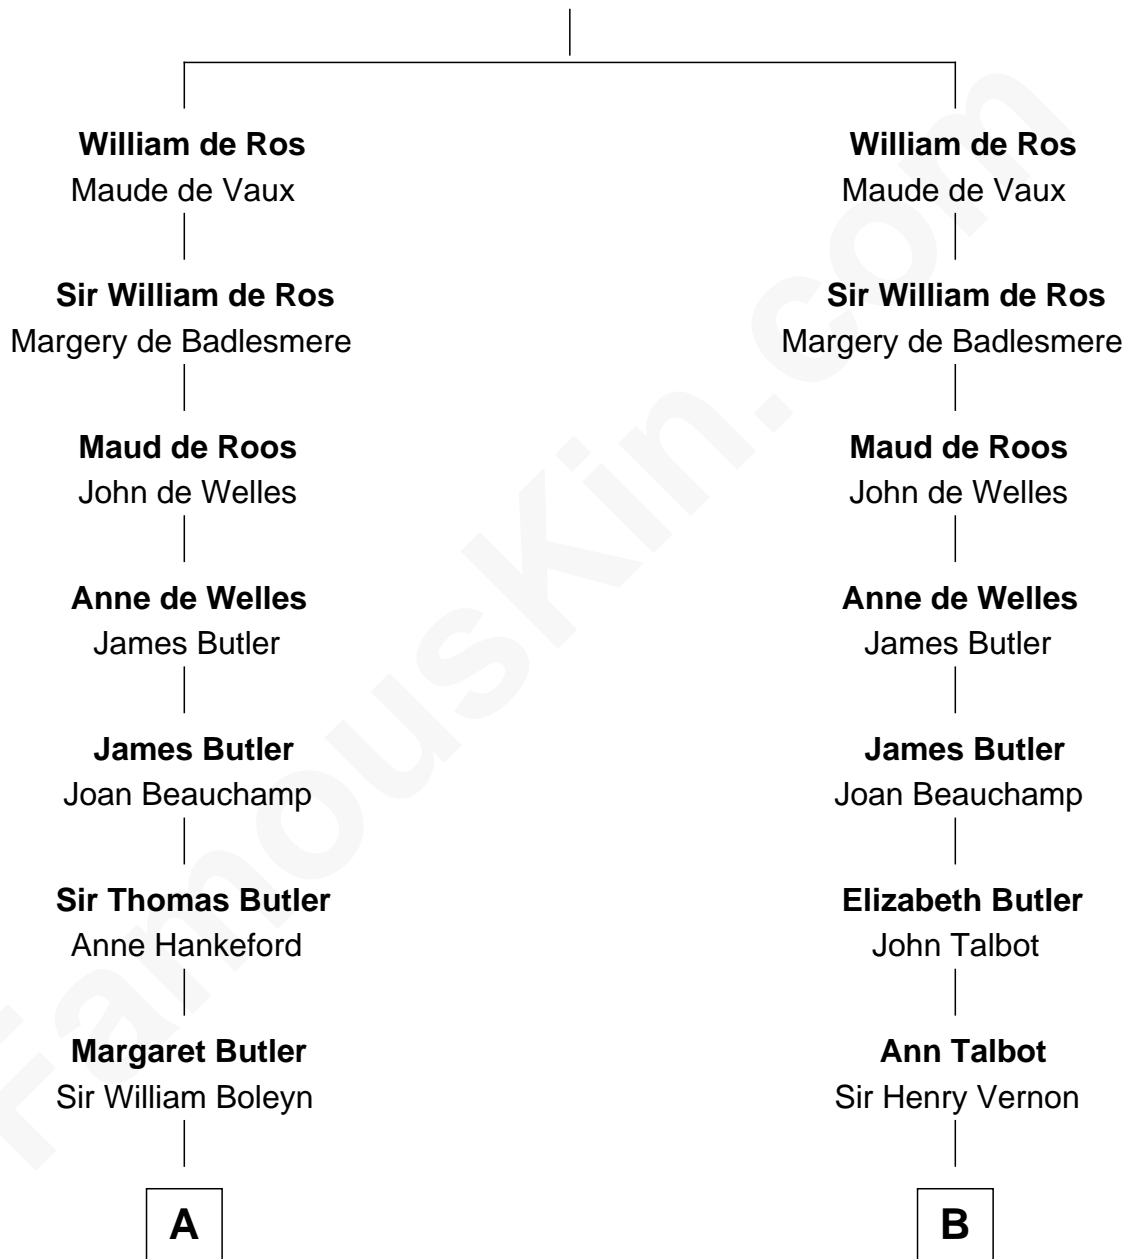 William de Ros
Maude de Vaux
William de Ros
Maude de Vaux
Sir William de Ros
Margery de Badlesmere
Sir William de Ros
Margery de Badlesmere
Maud de Roos
John de Welles
Maud de Roos
John de Welles
Anne de Welles
James Butler
Anne de Welles
James Butler
James Butler
Joan Beauchamp
James Butler
Joan Beauchamp
Sir Thomas Butler
Anne Hankeford
Elizabeth Butler
John Talbot
Margaret Butler
Sir William Boleyn
Ann Talbot
Sir Henry Vernon
A
B
FamousKin.com